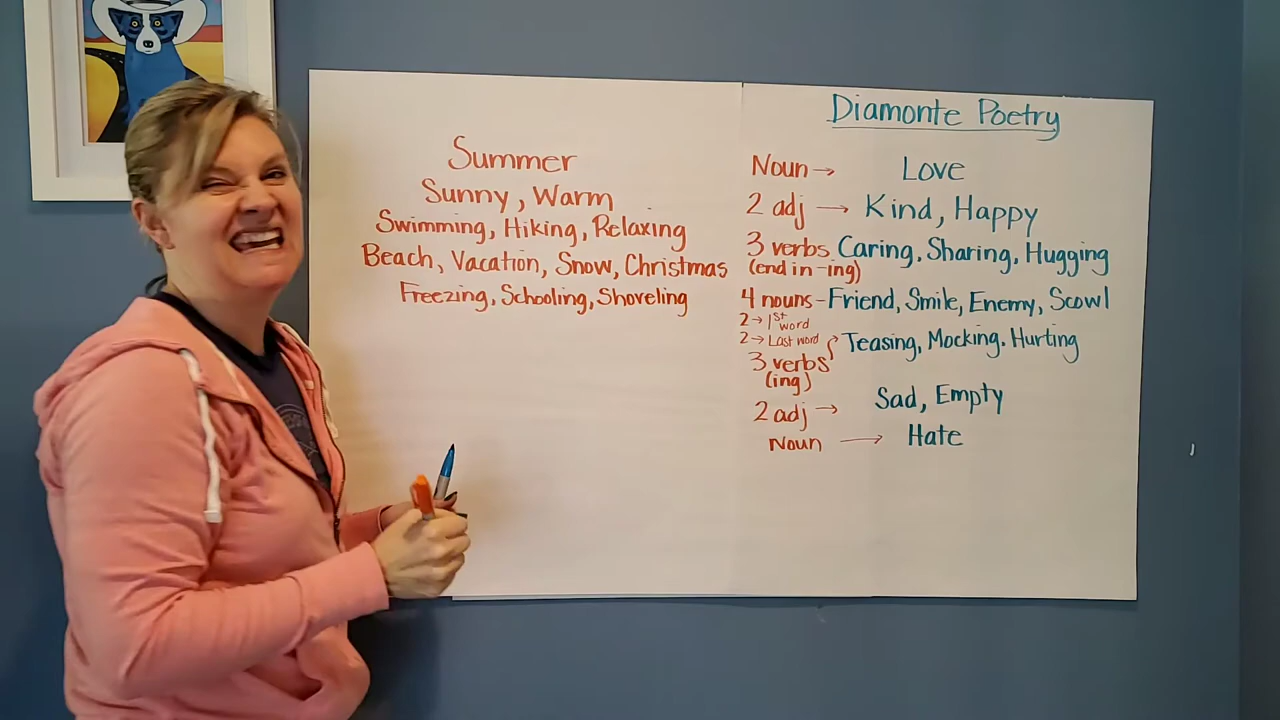 Summer
Sunny, Warm
Swimming, Hiking, Relaxing
Beach, Vacation, Snow, Christmas
Freezing, Schooling, Shoveling
Diamonte Poetry
Noun → Love
2 adj → Kind, Happy
3 verbs Caring, Sharing, Hugging
(end in -ing)
4 nouns - Friend, Smile, Enemy, Scowl
2 → 1st word
2 → Last word
3 verbs Teasing, Mocking, Hurting
(ing)
2 adj → Sad, Empty
Noun → Hate